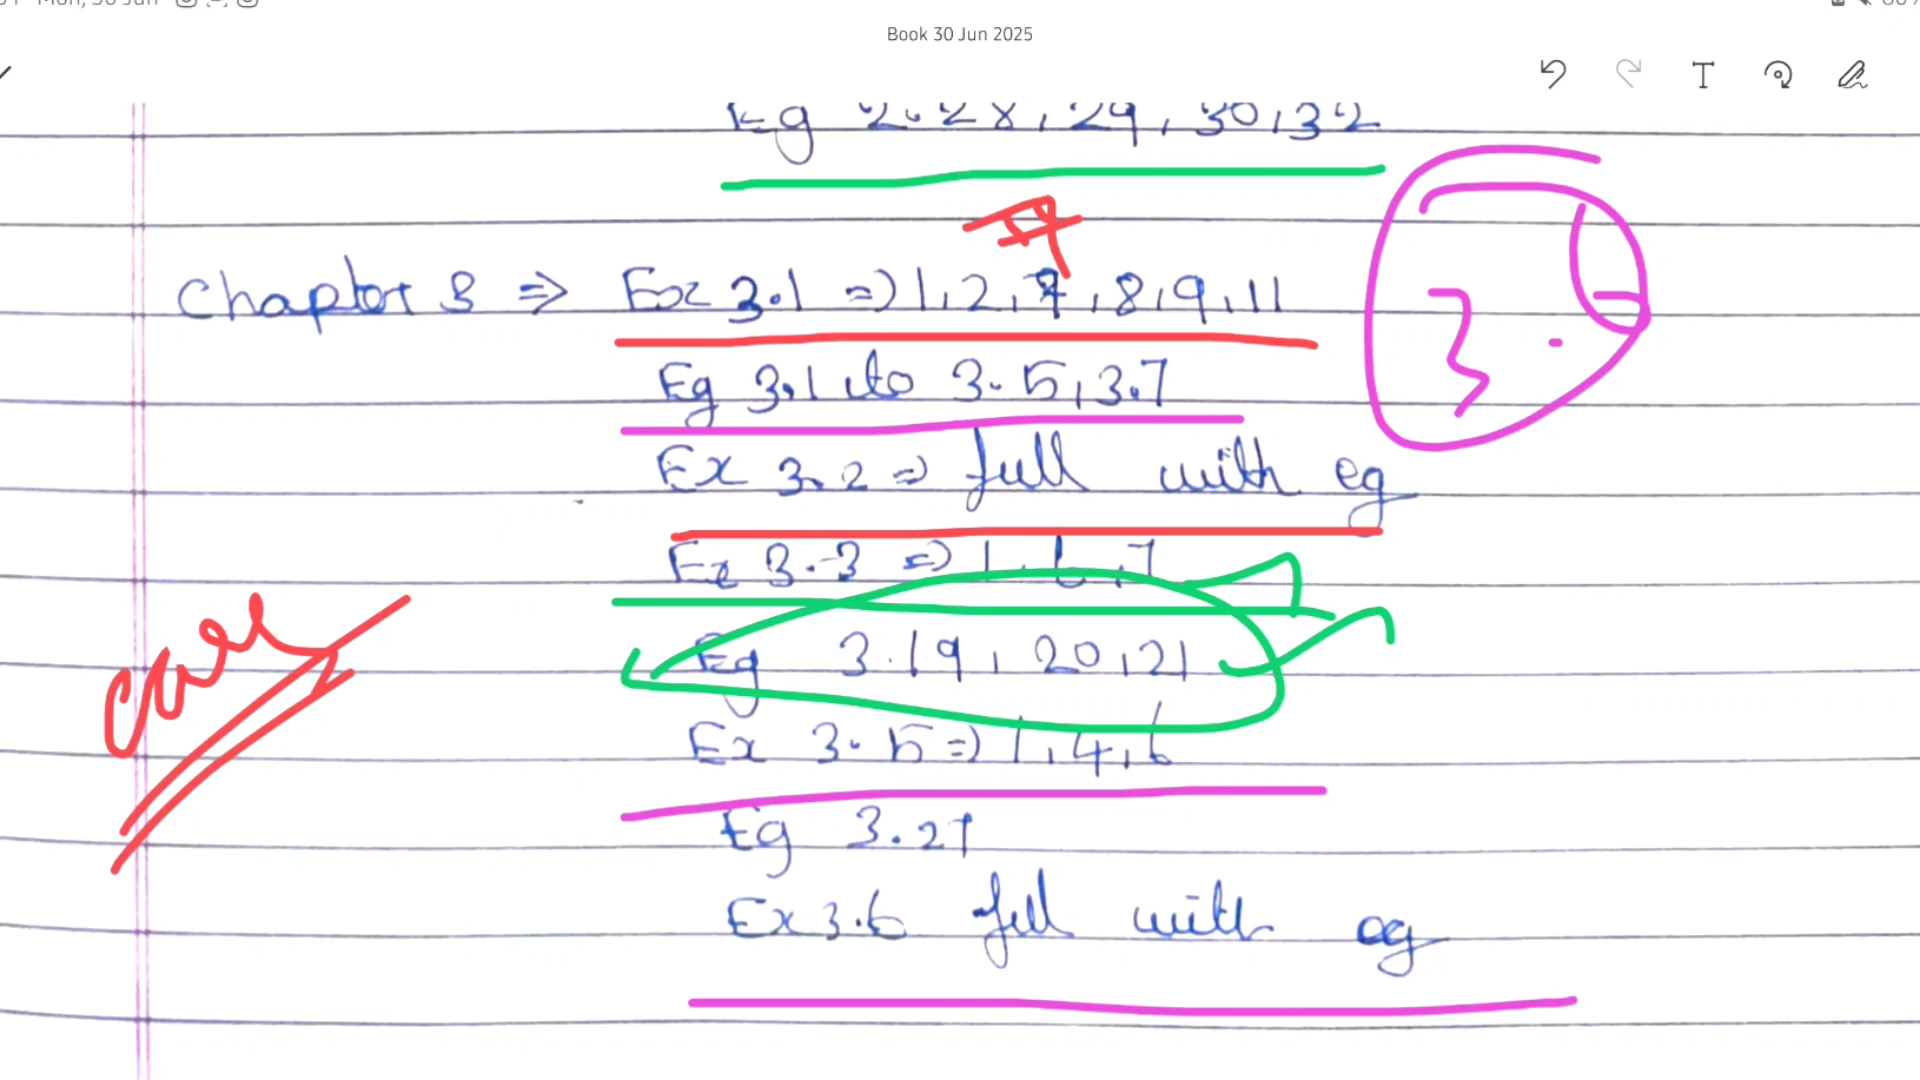 Mon, 30 Jun
Book 30 Jun 2025
T
Eg 2.28, 29, 30, 32
Chapter 3 => Ex 3.1 => 1, 2, 7, 8, 9, 11
Eg 3.1 to 3.5, 3.7
Ex 3.2 => full with eg
Ex 3.3 => 1, 6, 7
Eg 3.19, 20, 21
Ex 3.5 => 1, 4, 6
Eg 3.27
Ex 3.6 full with eg